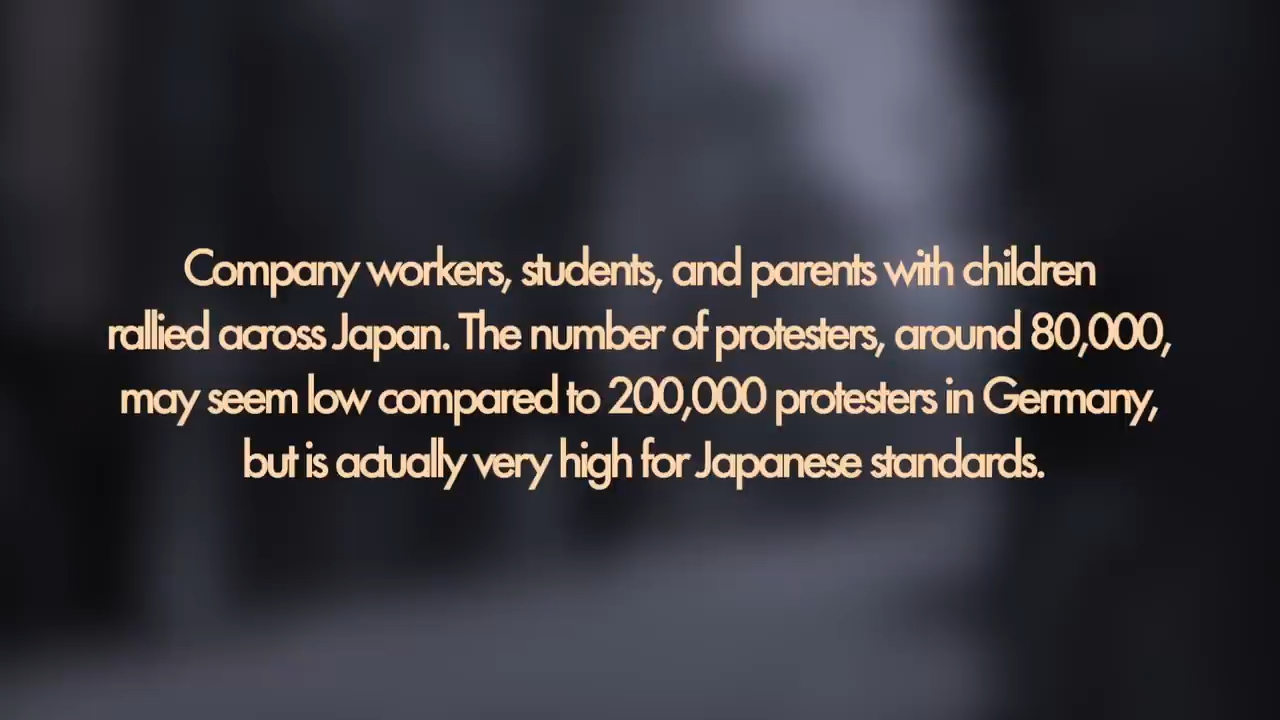 Company workers, students, and parents with children
rallied across Japan. The number of protesters, around 80,000,
may seem low compared to 200,000 protesters in Germany,
but is actually very high for Japanese standards.